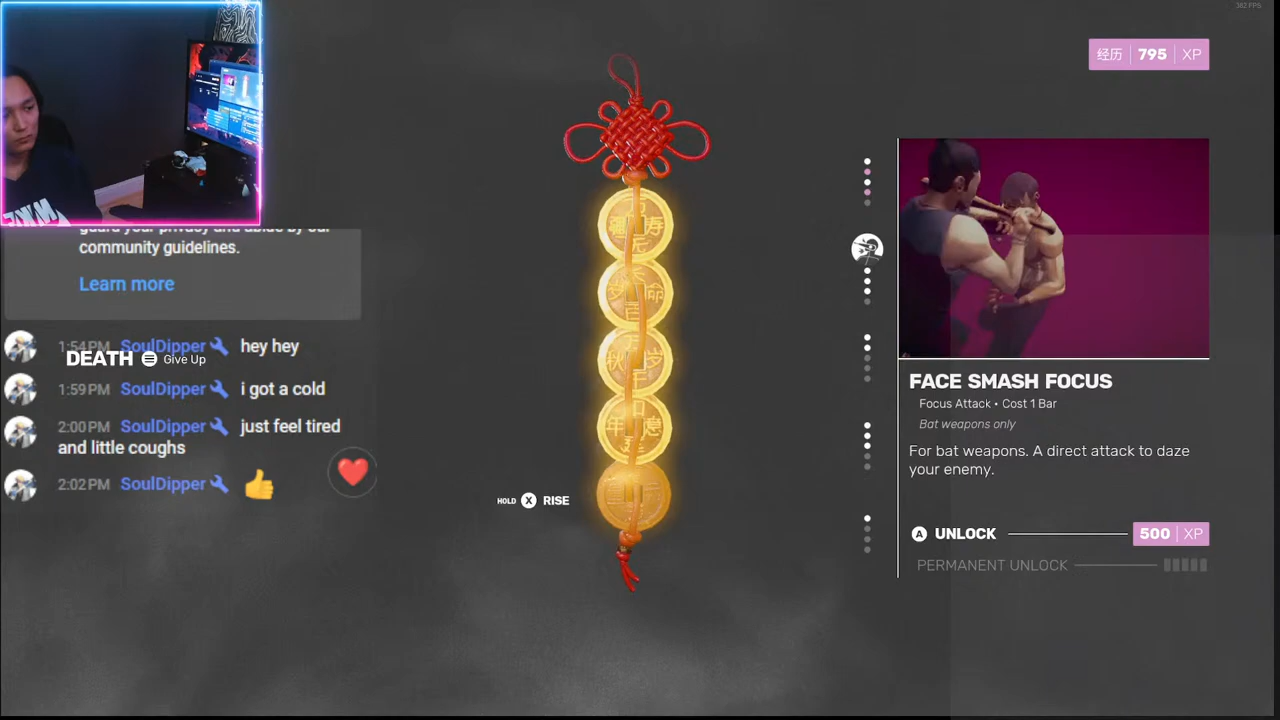 382 FPS
经历 795 XP
guard your privacy and abide by our
community guidelines.
Learn more
1:54 PM SoulDipper hey hey
DEATH Give Up
1:59 PM SoulDipper i got a cold
2:00 PM SoulDipper just feel tired
and little coughs
2:02 PM SoulDipper 👍
HOLD X RISE
FACE SMASH FOCUS
Focus Attack • Cost 1 Bar
Bat weapons only
For bat weapons. A direct attack to daze
your enemy.
A UNLOCK 500 XP
PERMANENT UNLOCK